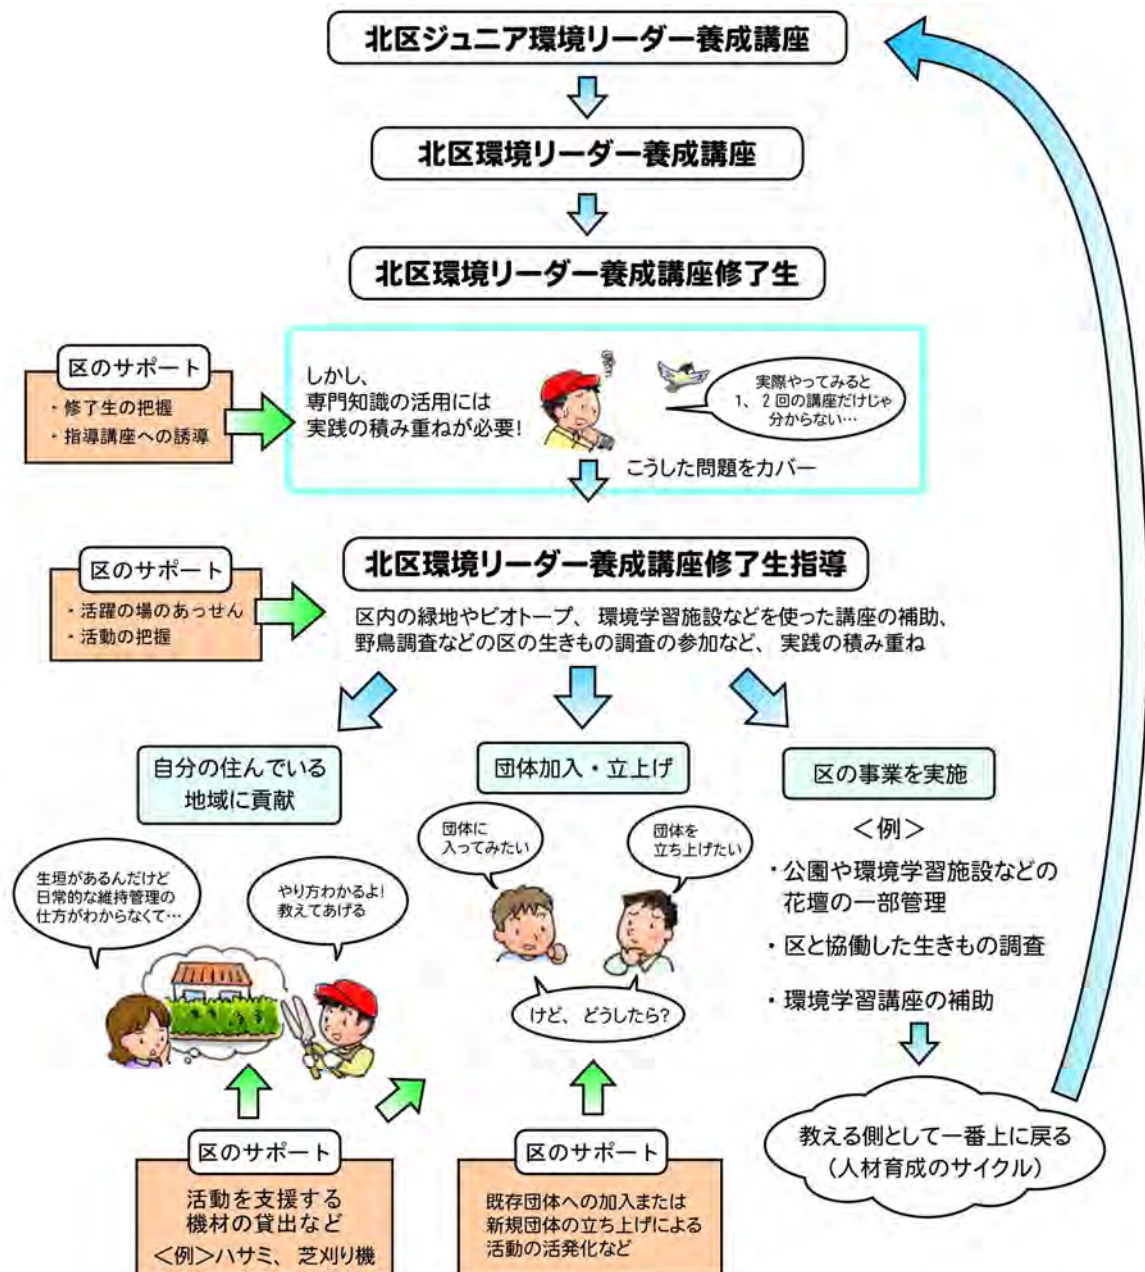 北区ジュニア環境リーダー養成講座
北区環境リーダー養成講座
北区環境リーダー養成講座修了生
区のサポート
・修了生の把握
・指導講座への誘導
しかし、
専門知識の活用には
実践の積み重ねが必要!
実際やってみると
1、2回の講座だけじゃ
分からない…
こうした問題をカバー
北区環境リーダー養成講座修了生指導
区のサポート
・活躍の場のあっせん
・活動の把握
区内の緑地やビオトープ、環境学習施設などを使った講座の補助、
野鳥調査などの区の生きもの調査の参加など、実践の積み重ね
自分の住んでいる
地域に貢献
生垣があるんだけど
日常的な維持管理の
仕方がわからなくて…
やり方わかるよ!
教えてあげる
団体加入・立上げ
団体に
入ってみたい
団体を
立ち上げたい
けど、どうしたら?
区の事業を実施
<例>
・公園や環境学習施設などの
花壇の一部管理
・区と協働した生きもの調査
・環境学習講座の補助
教える側として一番上に戻る
(人材育成のサイクル)
区のサポート
活動を支援する
機材の貸出など
<例>ハサミ、芝刈り機
区のサポート
既存団体への加入または
新規団体の立ち上げによる
活動の活発化など